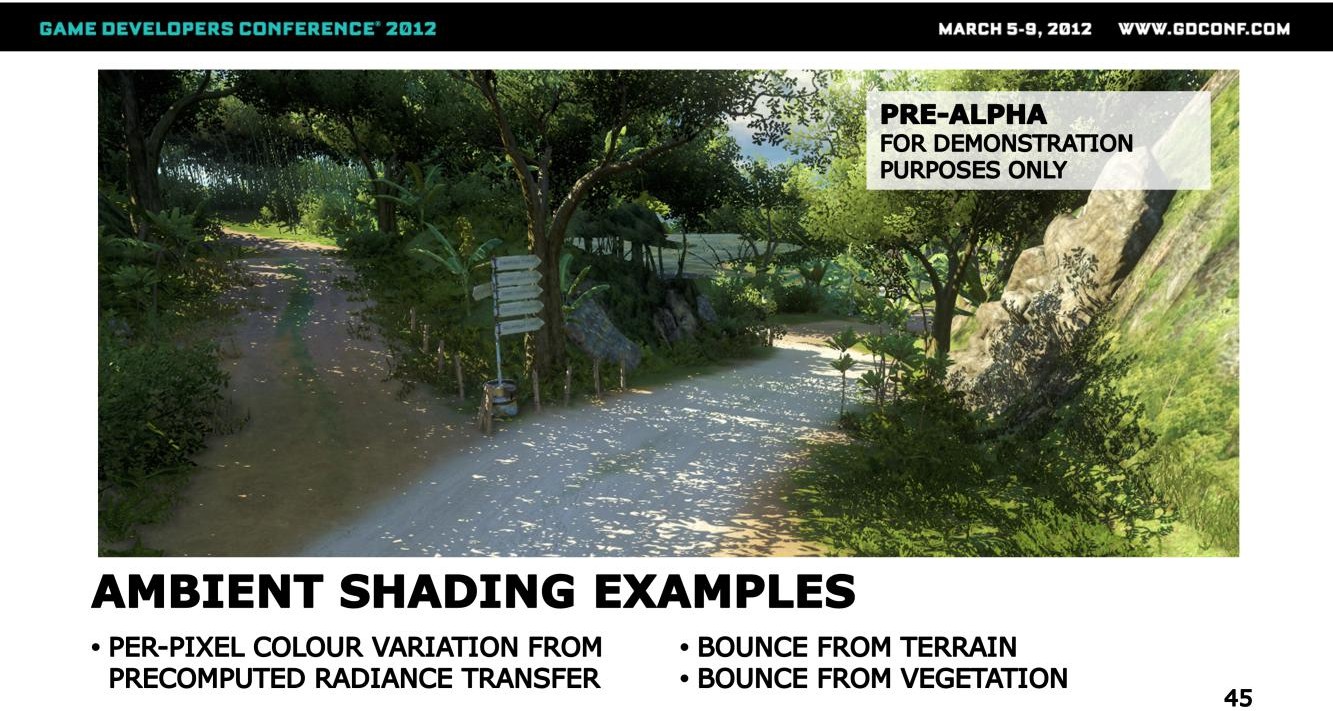 GAME DEVELOPERS CONFERENCE® 2012
MARCH 5-9, 2012 WWW.GDCONF.COM
PRE-ALPHA
FOR DEMONSTRATION
PURPOSES ONLY
AMBIENT SHADING EXAMPLES
• PER-PIXEL COLOUR VARIATION FROM
PRECOMPUTED RADIANCE TRANSFER
• BOUNCE FROM TERRAIN
• BOUNCE FROM VEGETATION
45